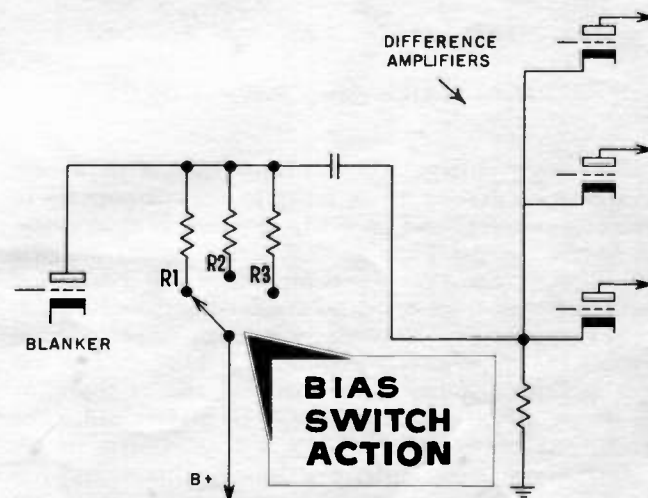 DIFFERENCE
AMPLIFIERS
R1
R2
R3
BLANKER
BIAS
SWITCH
ACTION
B+